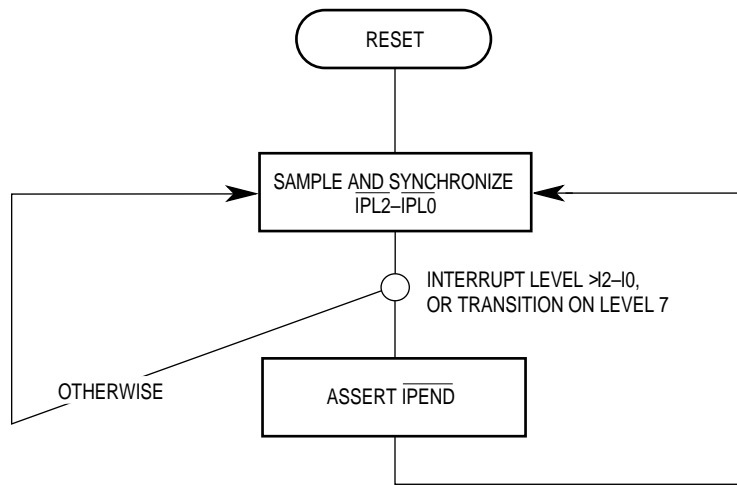 RESET
SAMPLE AND SYNCHRONIZE
IPL2–IPL0
INTERRUPT LEVEL >I2–I0,
OR TRANSITION ON LEVEL 7
OTHERWISE
ASSERT IPEND